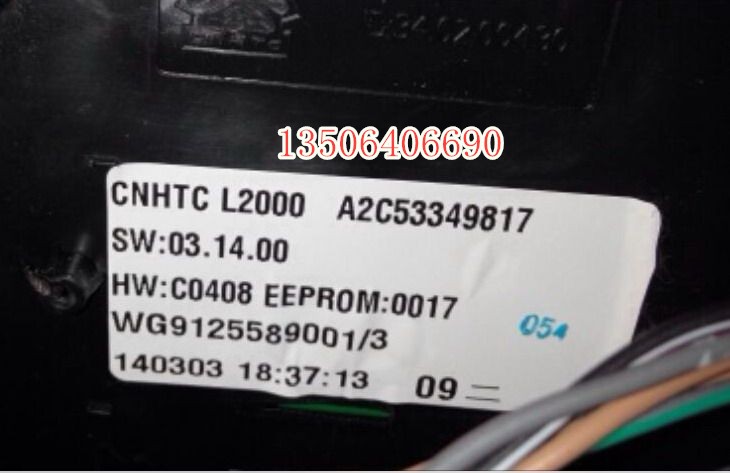 13506406690
CNHTC L2000 A2C53349817
SW:03.14.00
HW:C0408 EEPROM:0017
WG9125589001/3
054
140303 18:37:13 09